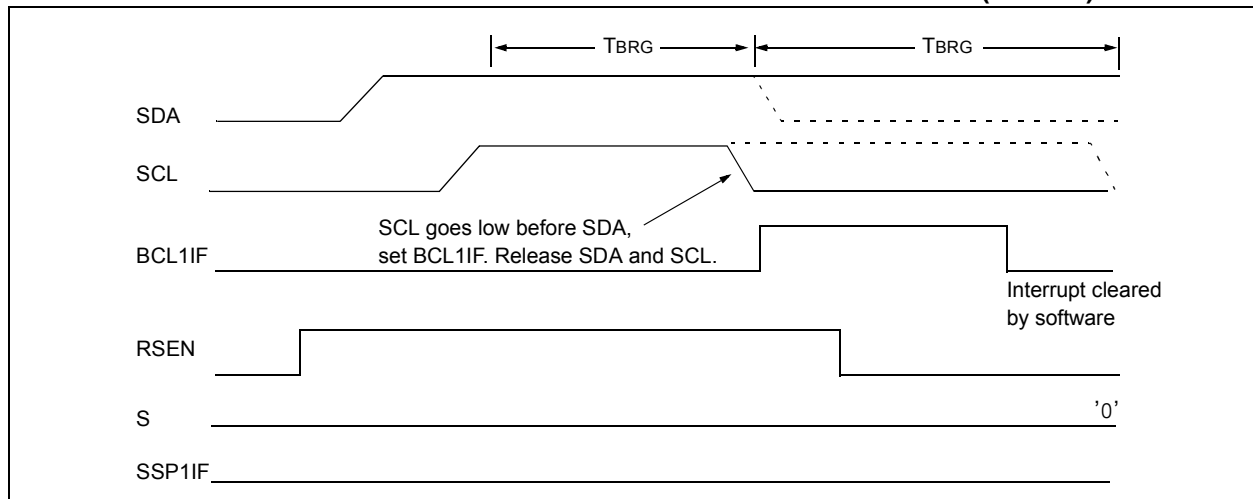 TBRG TBRG
SDA
SCL
SCL goes low before SDA,
set BCL1IF. Release SDA and SCL.
BCL1IF
Interrupt cleared
by software
RSEN
S '0'
SSP1IF